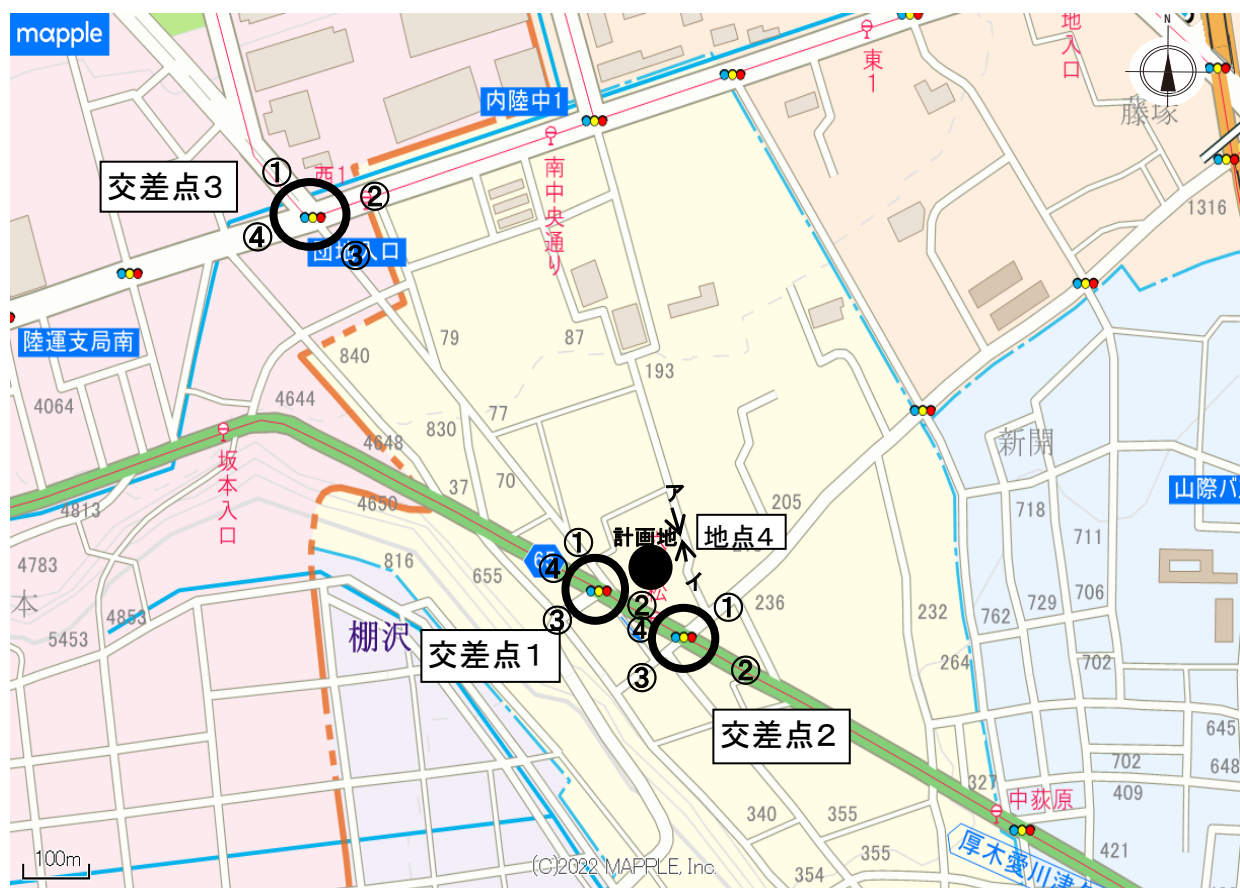 mapple
N
地入口
東1
藤塚
内陸中1
西1
①
交差点3
②
④
③
団地入口
南中央通り
1316
陸運支局南
79
87
840
193
4644
4064
77
830
4648
新開
坂本入口
70
37
205
山際バ
4813
4650
ア
718
計画地
地点4
711
4783
816
①
④
655
イ
236
706
本
②
①
232
762
729
4853
③
④
5453
棚沢
交差点1
264
702
③
②
645
交差点2
702
648
327
409
中荻原
340
355
厚木愛川津
421
355
354
100m
(C)2022 MAPPLE, Inc.